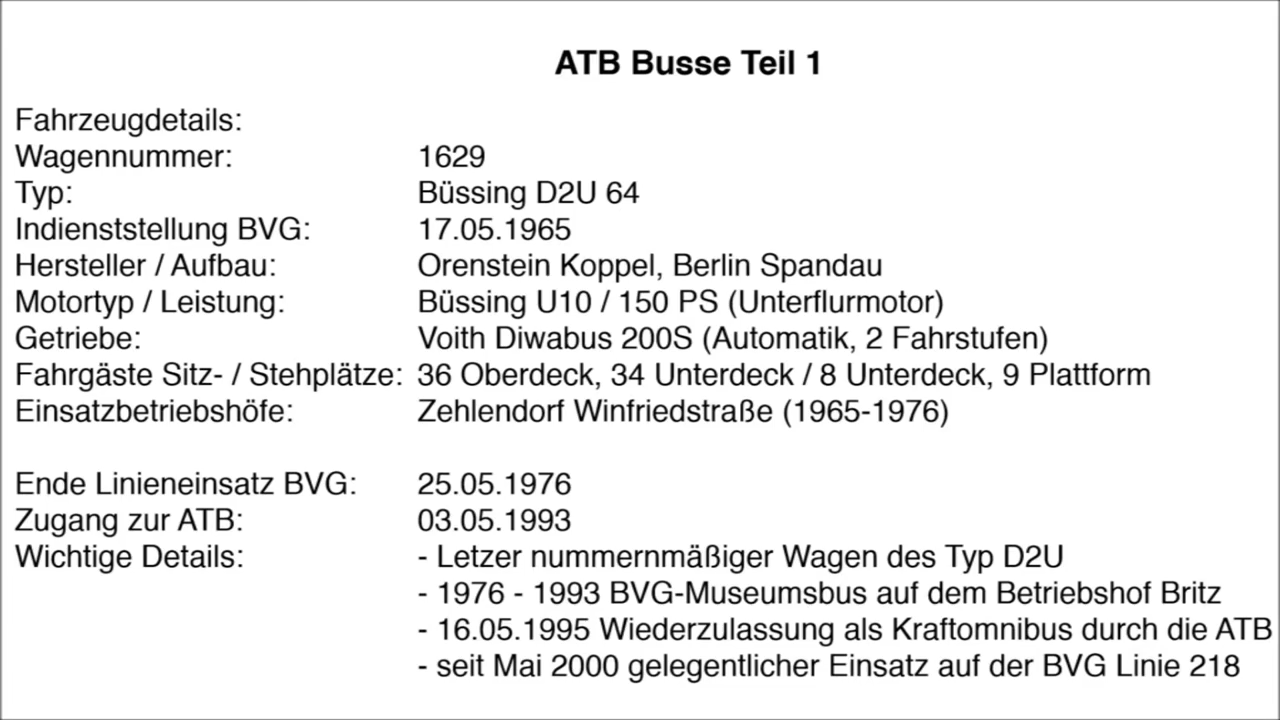 ATB Busse Teil 1
Fahrzeugdetails:
Wagennummer: 1629
Typ: Büssing D2U 64
Indienststellung BVG: 17.05.1965
Hersteller / Aufbau: Orenstein Koppel, Berlin Spandau
Motortyp / Leistung: Büssing U10 / 150 PS (Unterflurmotor)
Getriebe: Voith Diwabus 200S (Automatik, 2 Fahrstufen)
Fahrgäste Sitz- / Stehplätze: 36 Oberdeck, 34 Unterdeck / 8 Unterdeck, 9 Plattform
Einsatzbetriebshöfe: Zehlendorf Winfriedstraße (1965-1976)
Ende Linieneinsatz BVG: 25.05.1976
Zugang zur ATB: 03.05.1993
Wichtige Details: - Letzer nummernmäßiger Wagen des Typ D2U
- 1976 - 1993 BVG-Museumsbus auf dem Betriebshof Britz
- 16.05.1995 Wiederzulassung als Kraftomnibus durch die ATB
- seit Mai 2000 gelegentlicher Einsatz auf der BVG Linie 218